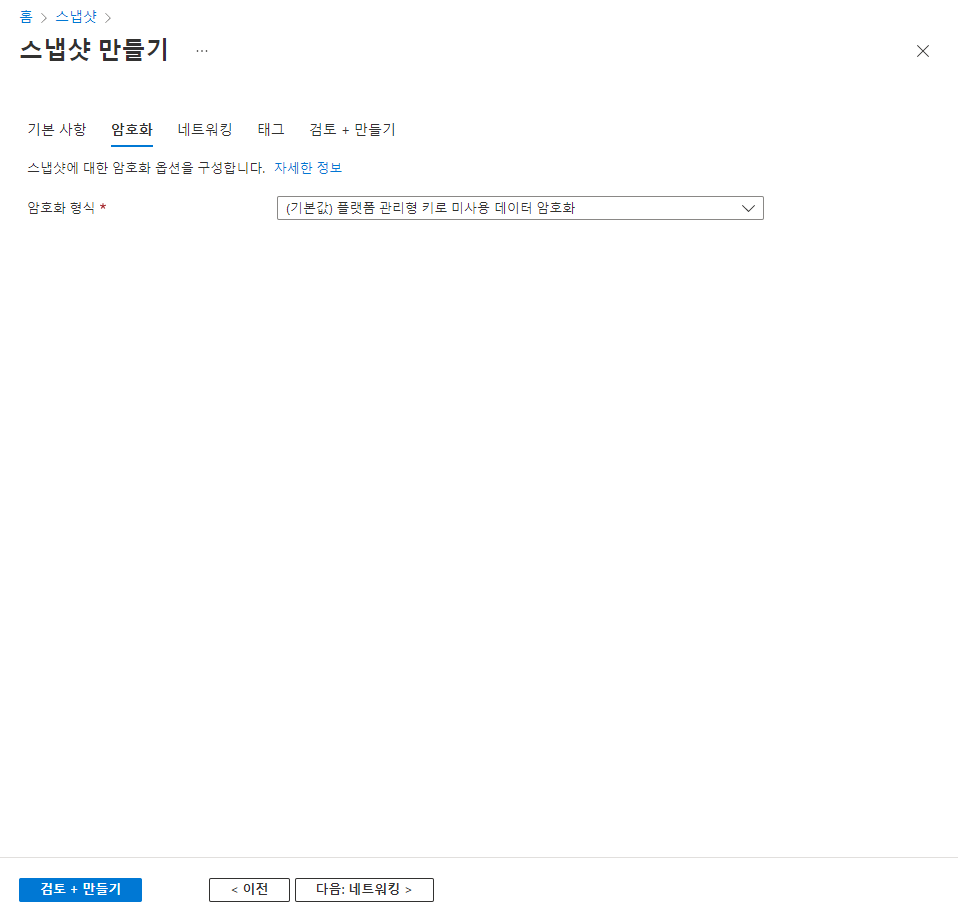 홈 > 스냅샷 >
스냅샷 만들기 ...
기본 사항 암호화 네트워킹 태그 검토 + 만들기
스냅샷에 대한 암호화 옵션을 구성합니다. 자세한 정보
암호화 형식 * (기본값) 플랫폼 관리형 키로 미사용 데이터 암호화
검토 + 만들기 < 이전 다음: 네트워킹 >